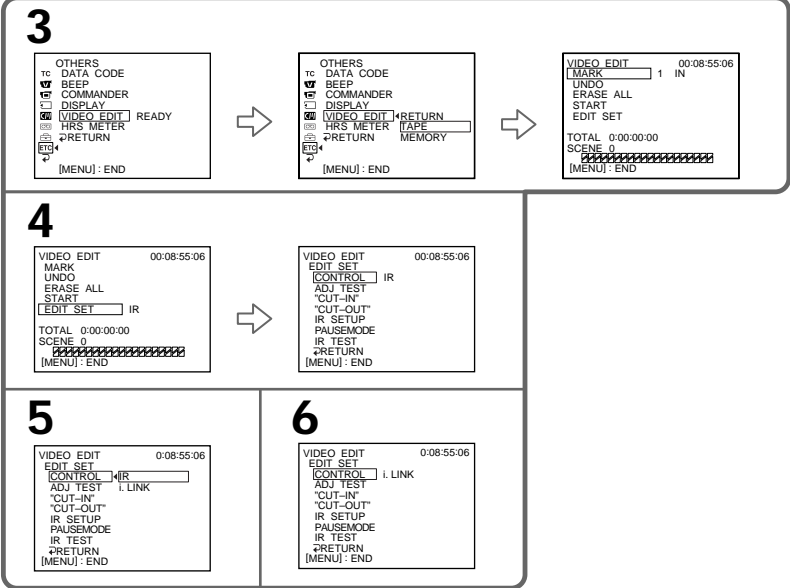 3
OTHERS
TC DATA CODE
BEEP
COMMANDER
DISPLAY
VIDEO EDIT READY
HRS METER
RETURN
ETC
[MENU] : END
OTHERS
TC DATA CODE
BEEP
COMMANDER
DISPLAY
VIDEO EDIT RETURN
HRS METER TAPE
RETURN MEMORY
ETC
[MENU] : END
VIDEO EDIT 00:08:55:06
MARK 1 IN
UNDO
ERASE ALL
START
EDIT SET
TOTAL 0:00:00:00
SCENE 0
[MENU] : END
4
VIDEO EDIT 00:08:55:06
MARK
UNDO
ERASE ALL
START
EDIT SET IR
TOTAL 0:00:00:00
SCENE 0
[MENU] : END
VIDEO EDIT 00:08:55:06
EDIT SET
CONTROL IR
ADJ TEST
"CUT–IN"
"CUT–OUT"
IR SETUP
PAUSEMODE
IR TEST
RETURN
[MENU] : END
5
VIDEO EDIT 0:08:55:06
EDIT SET
CONTROL IR
ADJ TEST i. LINK
"CUT–IN"
"CUT–OUT"
IR SETUP
PAUSEMODE
IR TEST
RETURN
[MENU] : END
6
VIDEO EDIT 0:08:55:06
EDIT SET
CONTROL i. LINK
ADJ TEST
"CUT–IN"
"CUT–OUT"
IR SETUP
PAUSEMODE
IR TEST
RETURN
[MENU] : END